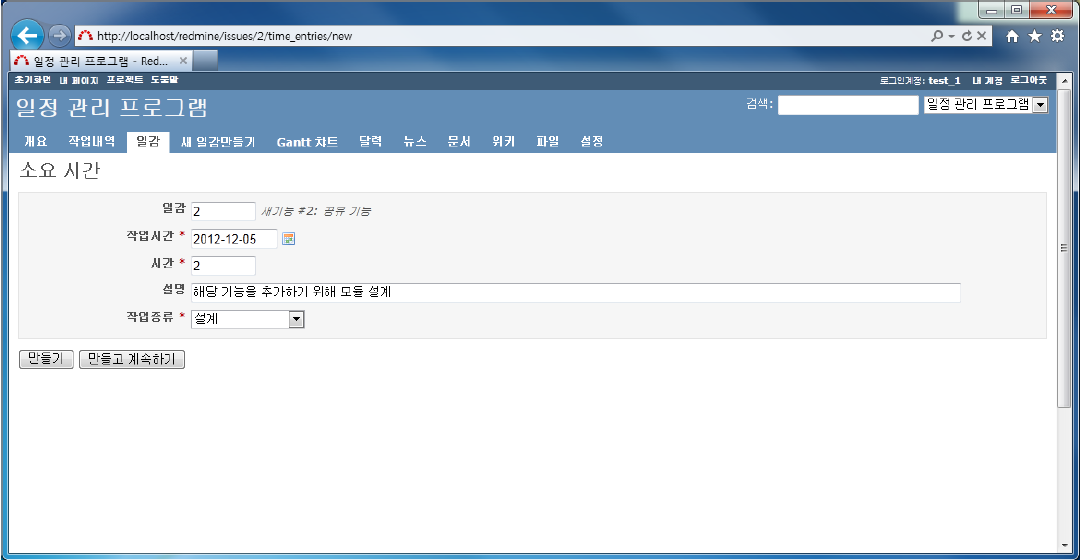 http://localhost/redmine/issues/2/time_entries/new
일정 관리 프로그램 - Red...
초기화면 내 페이지 프로젝트 도움말 로그인계정: test_1 내 계정 로그아웃
일정 관리 프로그램 검색: 일정 관리 프로그램
개요 작업내역 일감 새 일감만들기 Gantt 차트 달력 뉴스 문서 위키 파일 설정
소요 시간
일감 2 새기능 #2: 공유 기능
작업시간 * 2012-12-05
시간 * 2
설명 해당 기능을 추가하기 위해 모듈 설계
작업종류 * 설계
만들기 만들고 계속하기